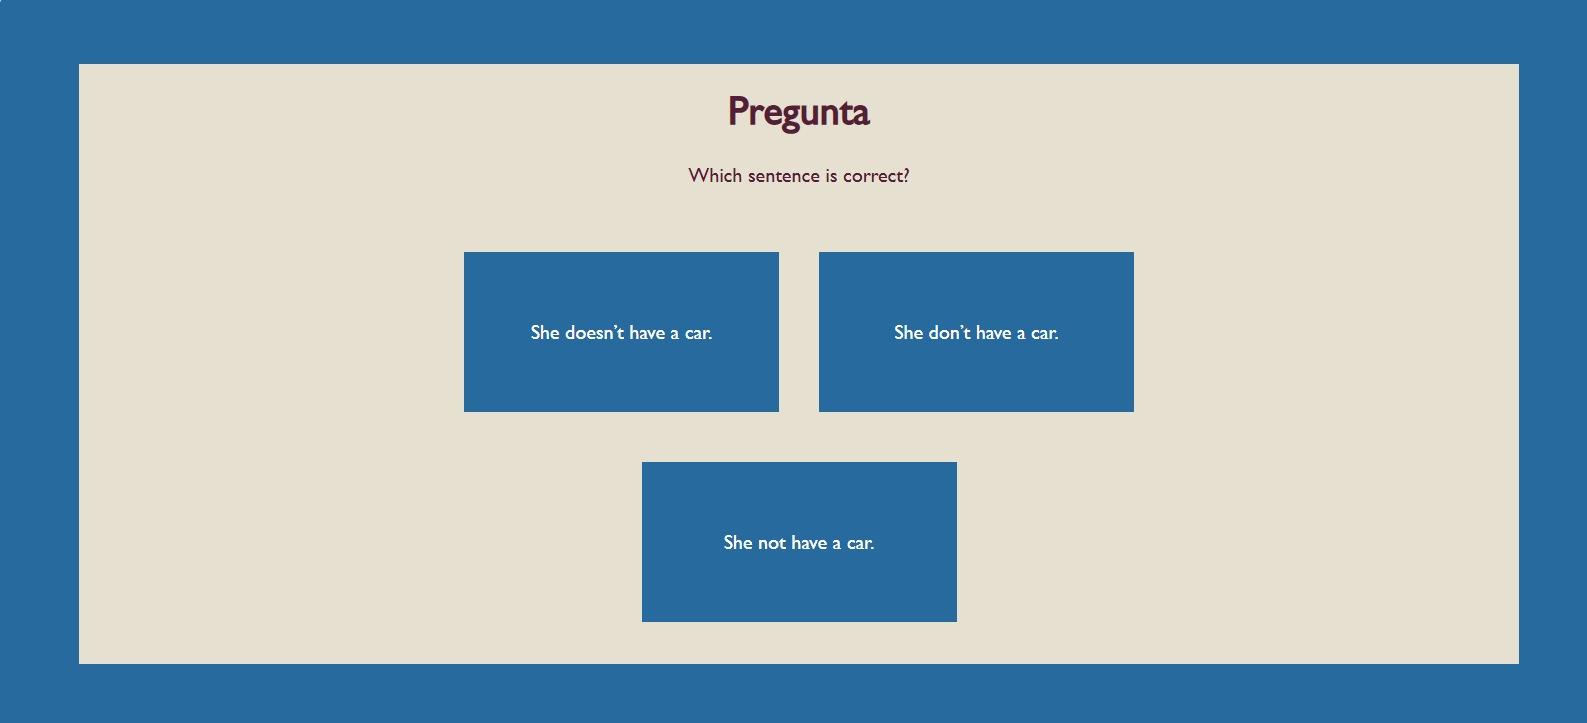 Pregunta
Which sentence is correct?
She doesn’t have a car.
She don’t have a car.
She not have a car.